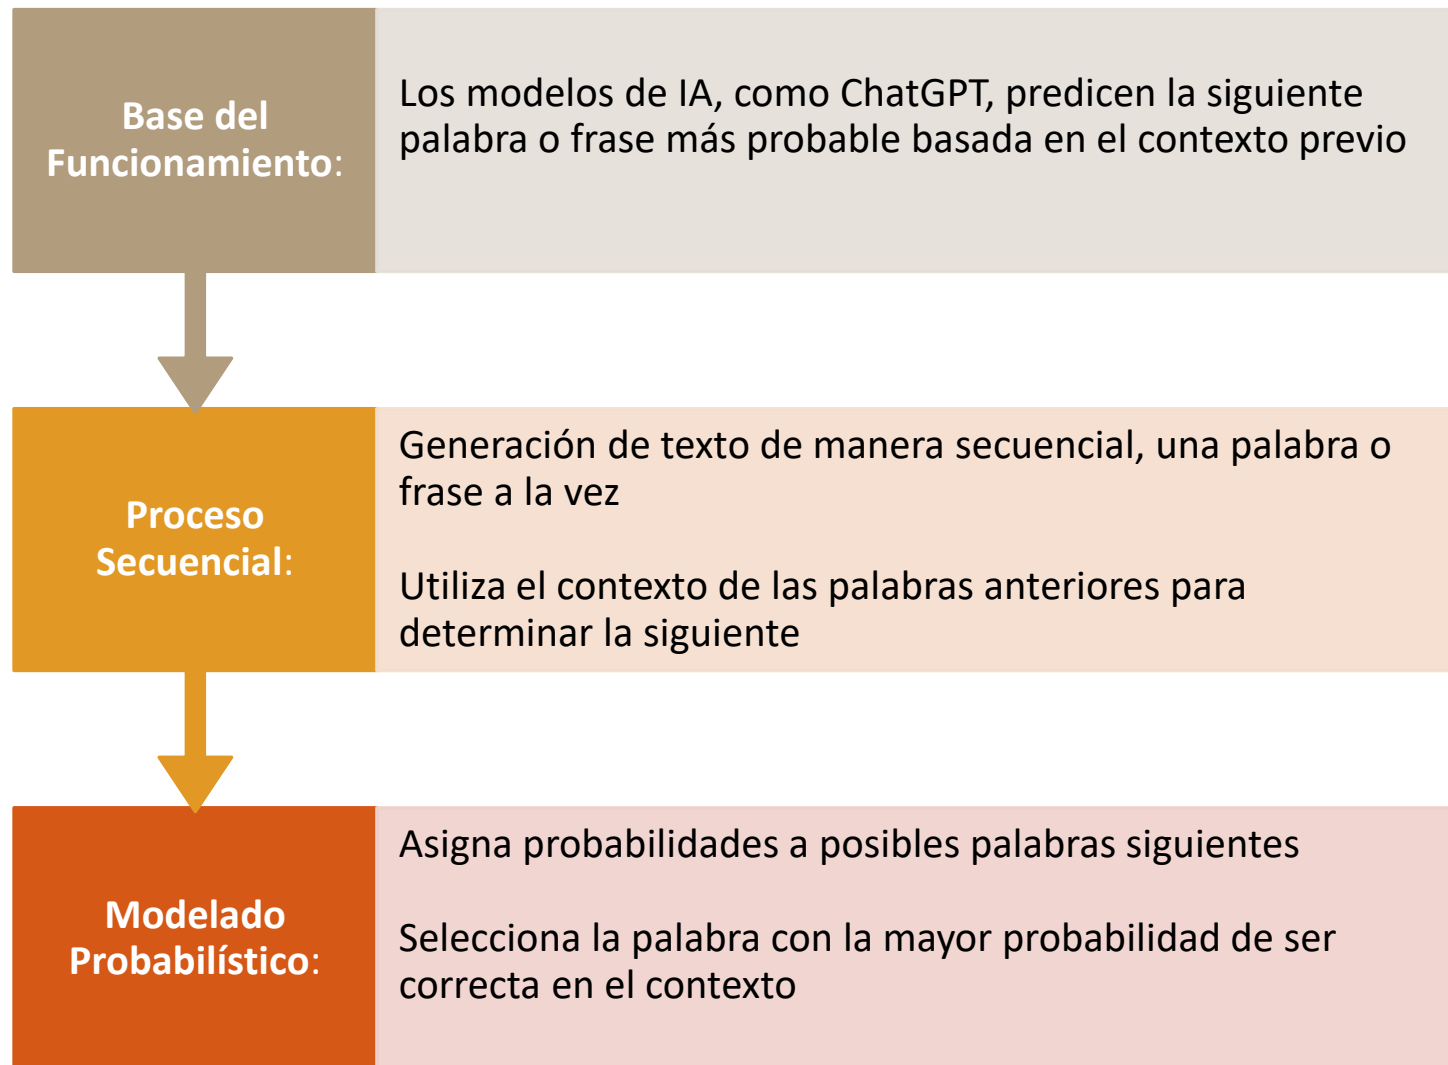 Base del
Funcionamiento:
Los modelos de IA, como ChatGPT, predicen la siguiente
palabra o frase más probable basada en el contexto previo
Proceso
Secuencial:
Generación de texto de manera secuencial, una palabra o
frase a la vez
Utiliza el contexto de las palabras anteriores para
determinar la siguiente
Modelado
Probabilístico:
Asigna probabilidades a posibles palabras siguientes
Selecciona la palabra con la mayor probabilidad de ser
correcta en el contexto